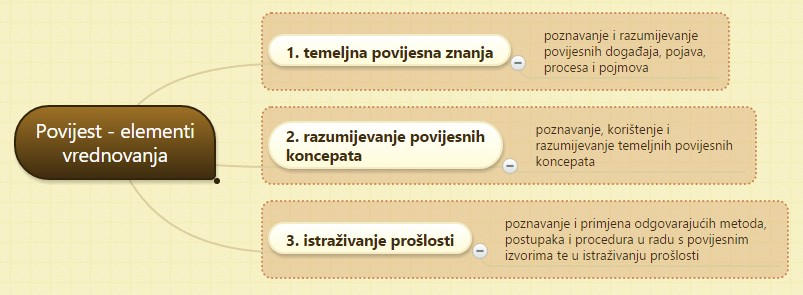 Povijest - elementi
vrednovanja
1. temeljna povijesna znanja
poznavanje i razumijevanje
povijesnih događaja, pojava,
procesa i pojmova
2. razumijevanje povijesnih
koncepata
poznavanje, korištenje i
razumijevanje temeljnih povijesnih
koncepata
3. istraživanje prošlosti
poznavanje i primjena odgovarajućih metoda,
postupaka i procedura u radu s povijesnim
izvorima te u istraživanju prošlosti